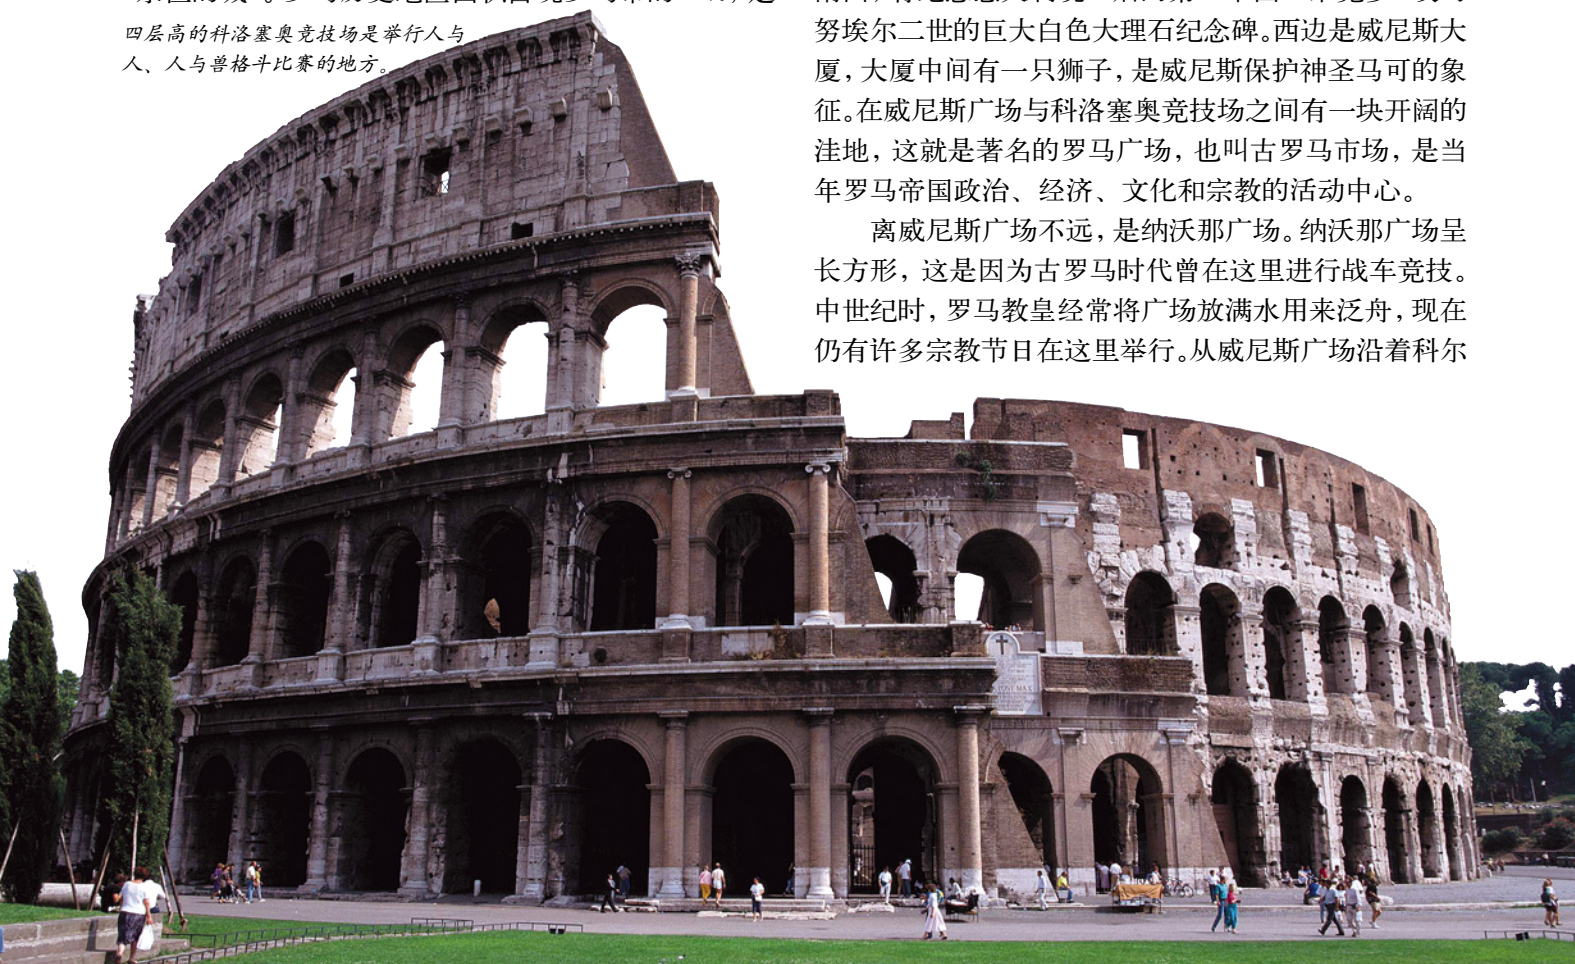 四层高的科洛塞奥竞技场是举行人与
人、人与兽格斗比赛的地方。
努埃尔二世的巨大白色大理石纪念碑。西边是威尼斯大
厦，大厦中间有一只狮子，是威尼斯保护神圣马可的象
征。在威尼斯广场与科洛塞奥竞技场之间有一块开阔的
洼地，这就是著名的罗马广场，也叫古罗马市场，是当
年罗马帝国政治、经济、文化和宗教的活动中心。
离威尼斯广场不远，是纳沃那广场。纳沃那广场呈
长方形，这是因为古罗马时代曾在这里进行战车竞技。
中世纪时，罗马教皇经常将广场放满水用来泛舟，现在
仍有许多宗教节日在这里举行。从威尼斯广场沿着科尔
PONT MAX